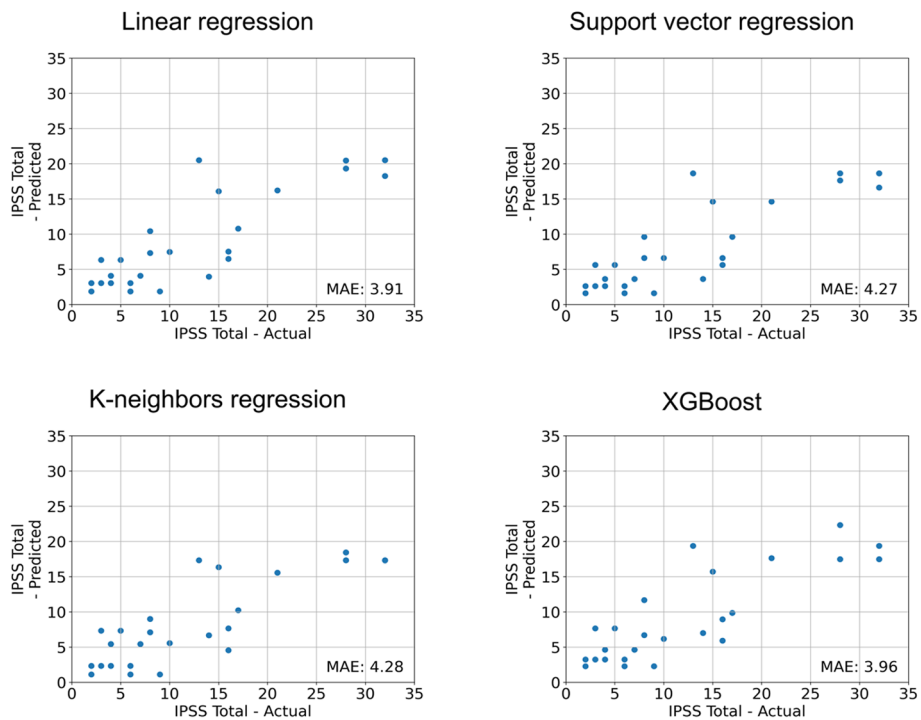 Linear regression
35
30
25
20
15
10
5
0
IPSS Total
- Predicted
MAE: 3.91
0 5 10 15 20 25 30 35
IPSS Total - Actual
Support vector regression
35
30
25
20
15
10
5
0
IPSS Total
- Predicted
MAE: 4.27
0 5 10 15 20 25 30 35
IPSS Total - Actual
K-neighbors regression
35
30
25
20
15
10
5
0
IPSS Total
- Predicted
MAE: 4.28
0 5 10 15 20 25 30 35
IPSS Total - Actual
XGBoost
35
30
25
20
15
10
5
0
IPSS Total
- Predicted
MAE: 3.96
0 5 10 15 20 25 30 35
IPSS Total - Actual